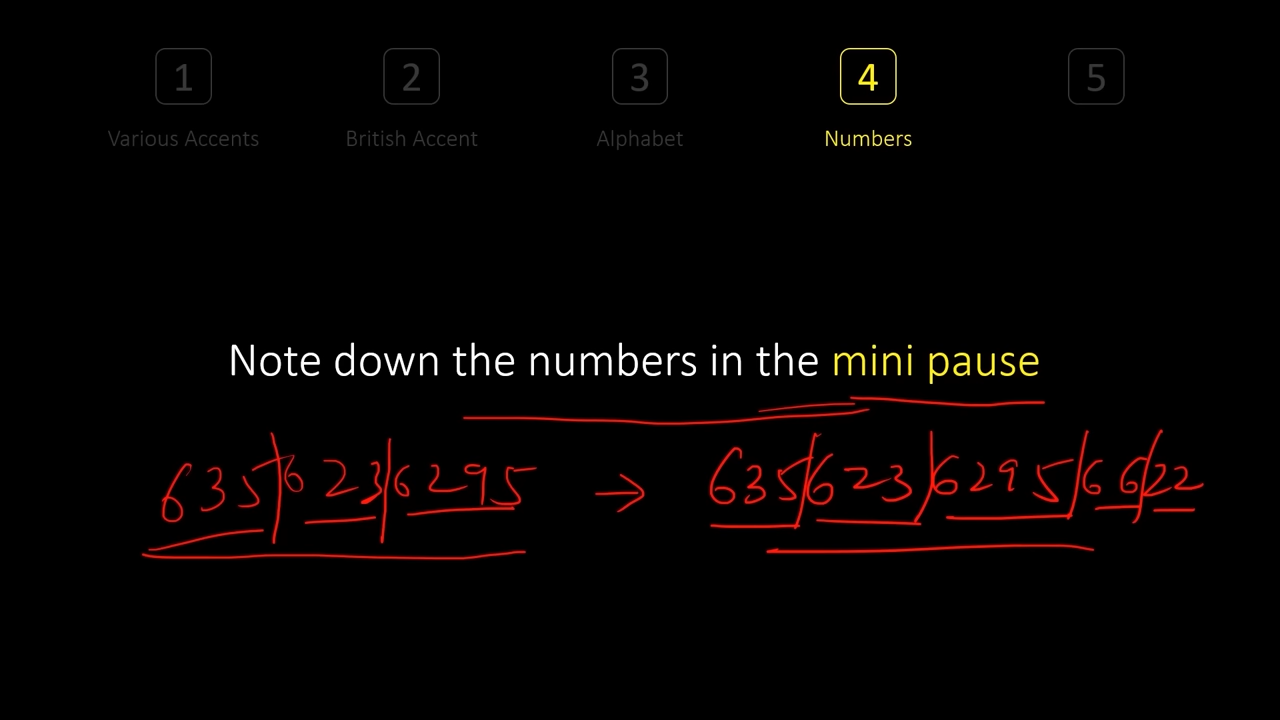 1 2 3 4 5
Various Accents British Accent Alphabet Numbers
Note down the numbers in the mini pause
635/623/6295 → 635/623/6295/66/22